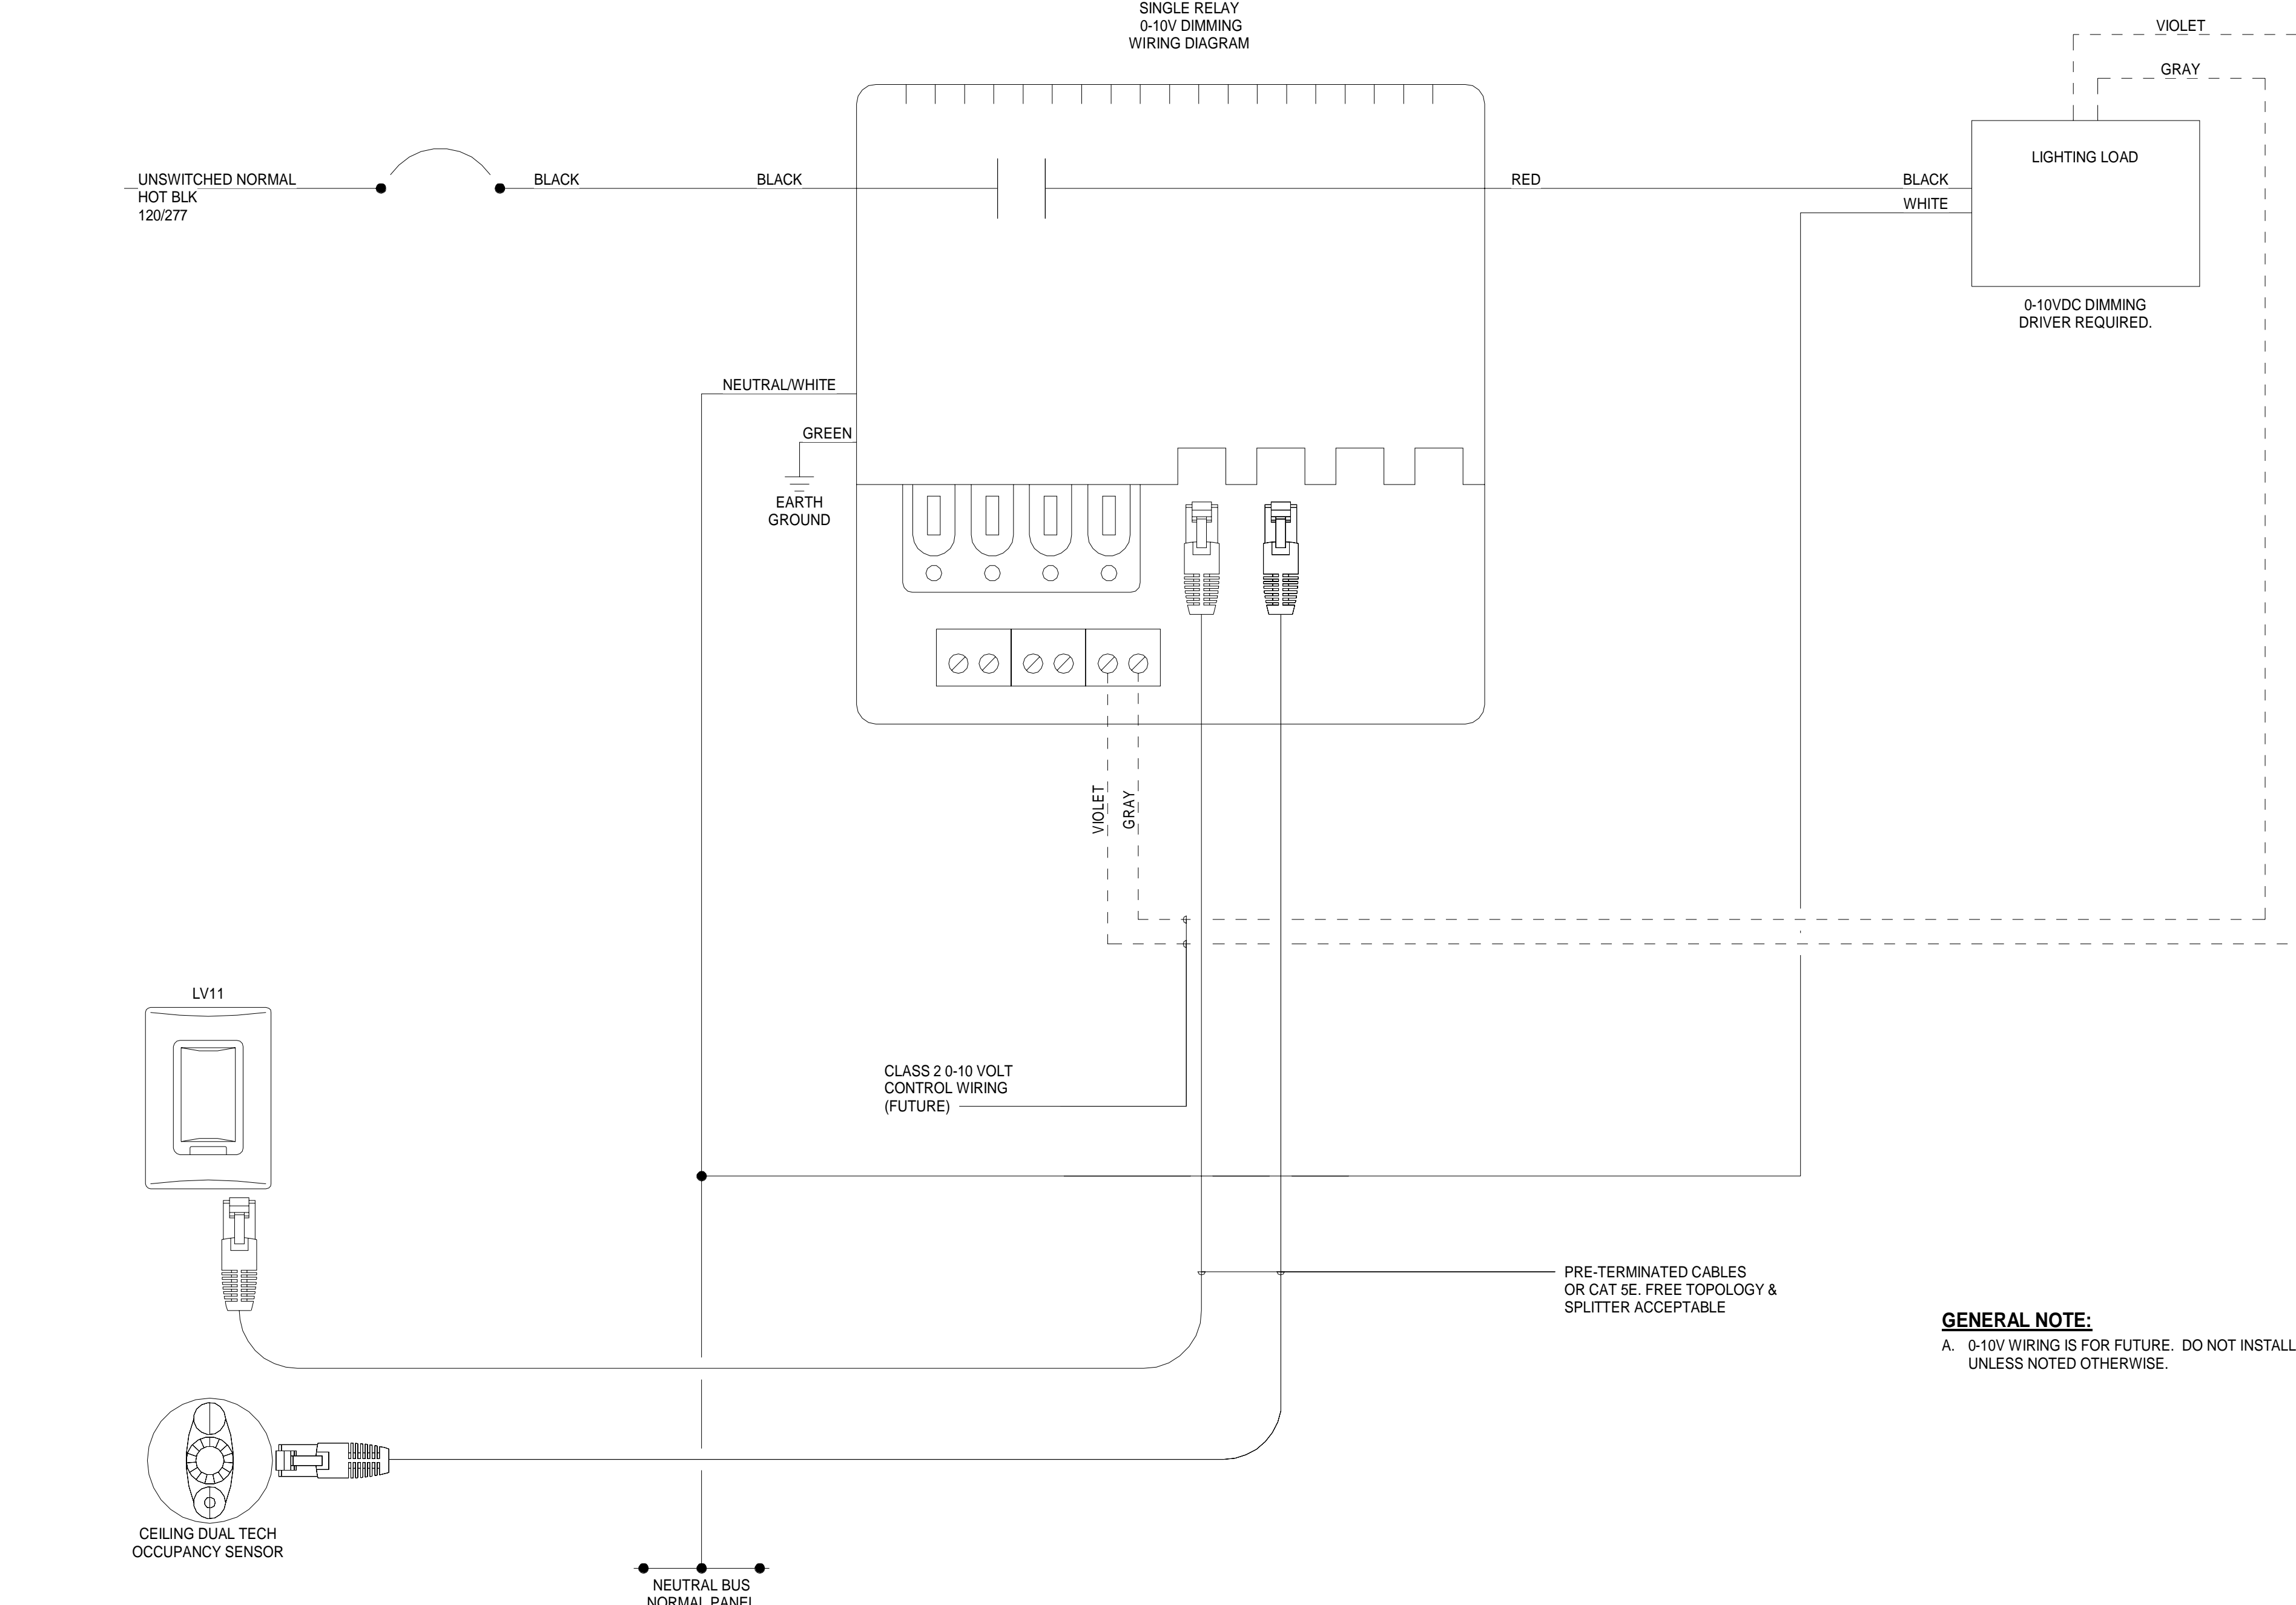 SINGLE RELAY
0-10V DIMMING
WIRING DIAGRAM
VIOLET
GRAY
LIGHTING LOAD
UNSWITCHED NORMAL
HOT BLK
120/277
BLACK
BLACK
RED
BLACK
WHITE
0-10VDC DIMMING
DRIVER REQUIRED.
NEUTRAL/WHITE
GREEN
EARTH
GROUND
VIOLET
GRAY
LV11
CLASS 2 0-10 VOLT
CONTROL WIRING
(FUTURE)
PRE-TERMINATED CABLES
OR CAT 5E. FREE TOPOLOGY &
SPLITTER ACCEPTABLE
GENERAL NOTE:
A. 0-10V WIRING IS FOR FUTURE. DO NOT INSTALL
UNLESS NOTED OTHERWISE.
CEILING DUAL TECH
OCCUPANCY SENSOR
NEUTRAL BUS
NORMAL PANEL